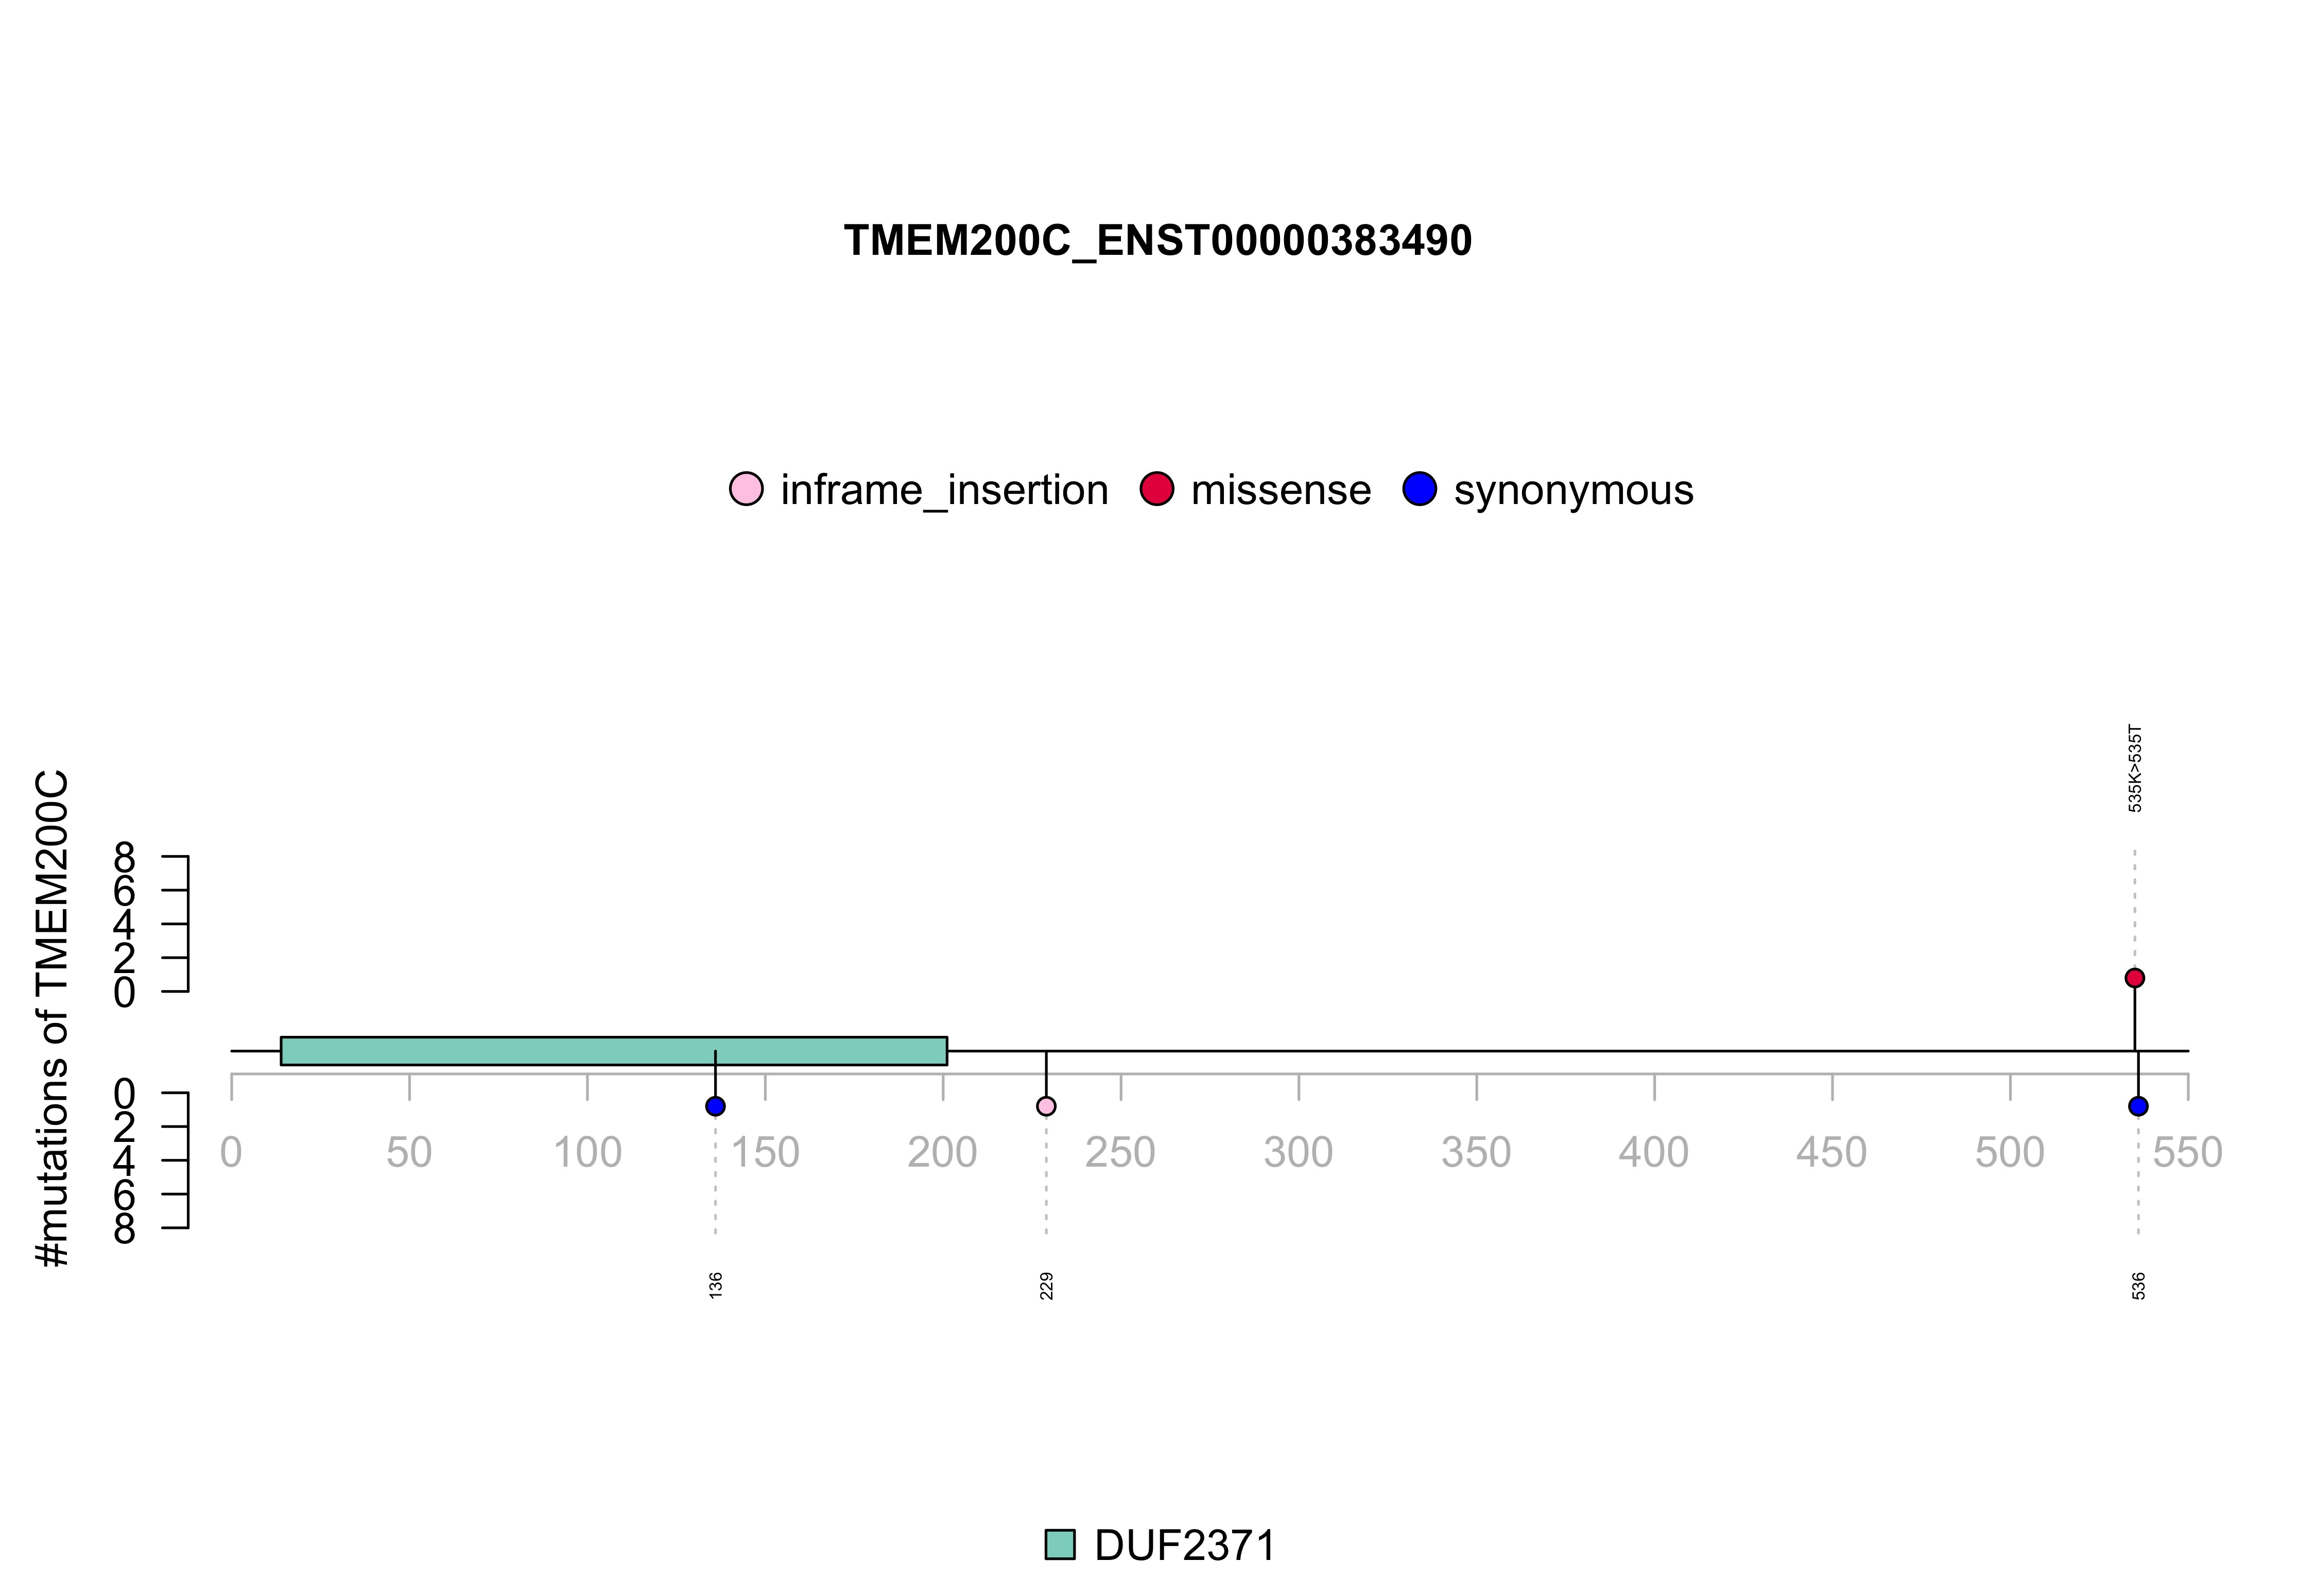 TMEM200C_ENST00000383490
inframe_insertion missense synonymous
#mutations of TMEM200C
535K>535T
8
6
4
2
0
0
2
4
6
8
0 50 100 150 200 250 300 350 400 450 500 550
136 229 536
DUF2371